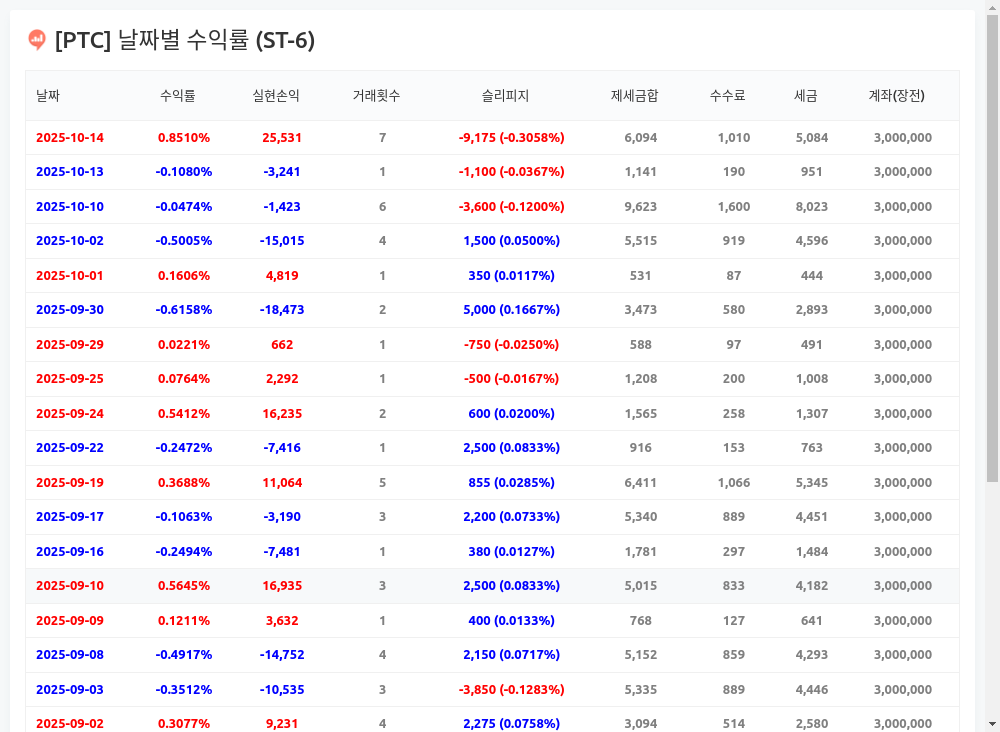 [PTC] 날짜별 수익률 (ST-6)
날짜 수익률 실현손익 거래횟수 슬리피지 제세금합 수수료 세금 계좌(장전)
2025-10-14 0.8510% 25,531 7 -9,175 (-0.3058%) 6,094 1,010 5,084 3,000,000
2025-10-13 -0.1080% -3,241 1 -1,100 (-0.0367%) 1,141 190 951 3,000,000
2025-10-10 -0.0474% -1,423 6 -3,600 (-0.1200%) 9,623 1,600 8,023 3,000,000
2025-10-02 -0.5005% -15,015 4 1,500 (0.0500%) 5,515 919 4,596 3,000,000
2025-10-01 0.1606% 4,819 1 350 (0.0117%) 531 87 444 3,000,000
2025-09-30 -0.6158% -18,473 2 5,000 (0.1667%) 3,473 580 2,893 3,000,000
2025-09-29 0.0221% 662 1 -750 (-0.0250%) 588 97 491 3,000,000
2025-09-25 0.0764% 2,292 1 -500 (-0.0167%) 1,208 200 1,008 3,000,000
2025-09-24 0.5412% 16,235 2 600 (0.0200%) 1,565 258 1,307 3,000,000
2025-09-22 -0.2472% -7,416 1 2,500 (0.0833%) 916 153 763 3,000,000
2025-09-19 0.3688% 11,064 5 855 (0.0285%) 6,411 1,066 5,345 3,000,000
2025-09-17 -0.1063% -3,190 3 2,200 (0.0733%) 5,340 889 4,451 3,000,000
2025-09-16 -0.2494% -7,481 1 380 (0.0127%) 1,781 297 1,484 3,000,000
2025-09-10 0.5645% 16,935 3 2,500 (0.0833%) 5,015 833 4,182 3,000,000
2025-09-09 0.1211% 3,632 1 400 (0.0133%) 768 127 641 3,000,000
2025-09-08 -0.4917% -14,752 4 2,150 (0.0717%) 5,152 859 4,293 3,000,000
2025-09-03 -0.3512% -10,535 3 -3,850 (-0.1283%) 5,335 889 4,446 3,000,000
2025-09-02 0.3077% 9,231 4 2,275 (0.0758%) 3,094 514 2,580 3,000,000